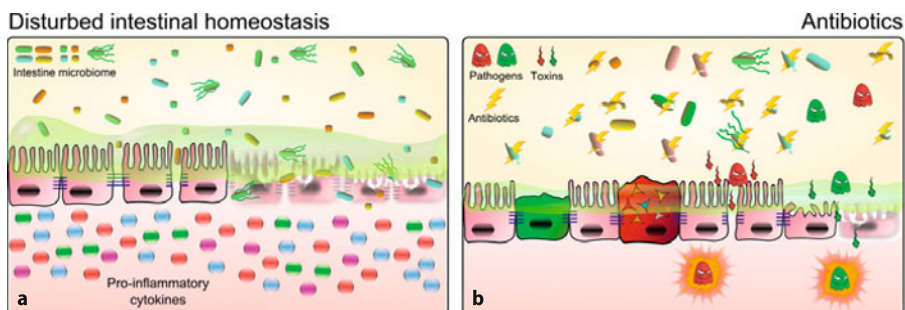 Disturbed intestinal homeostasis
Antibiotics
Intestine microbiome
Pro-inflammatory
cytokines
a
Pathogens Toxins
Antibiotics
b